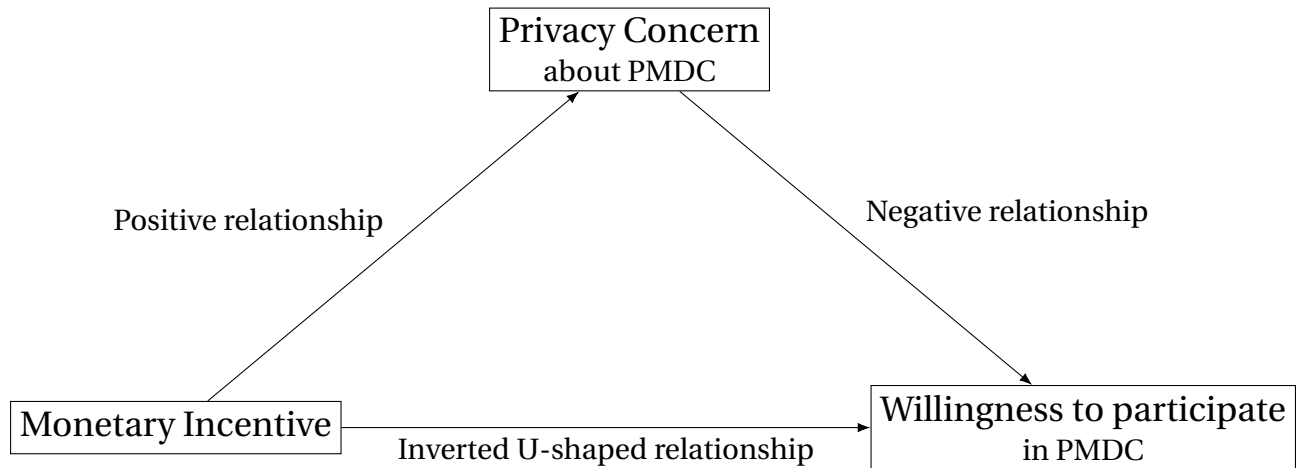 Privacy Concern
about PMDC
Positive relationship
Negative relationship
Monetary Incentive
Inverted U-shaped relationship
Willingness to participate
in PMDC